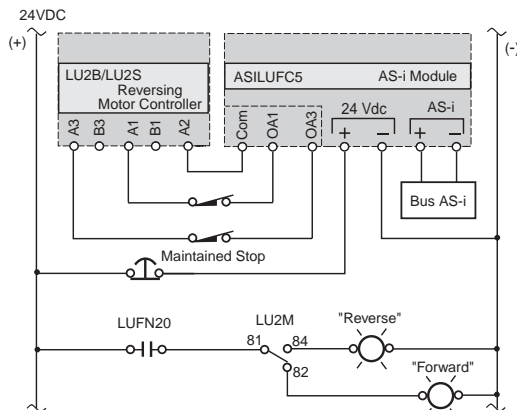 24VDC
(+)
(-)
LU2B/LU2S
Reversing
Motor Controller
ASILUFC5 AS-i Module
24 Vdc AS-i
A3 B3 A1 B1 A2 Com OA1 OA3 + − + −
Bus AS-i
Maintained Stop
LUFN20 LU2M "Reverse"
81 84
82 "Forward"